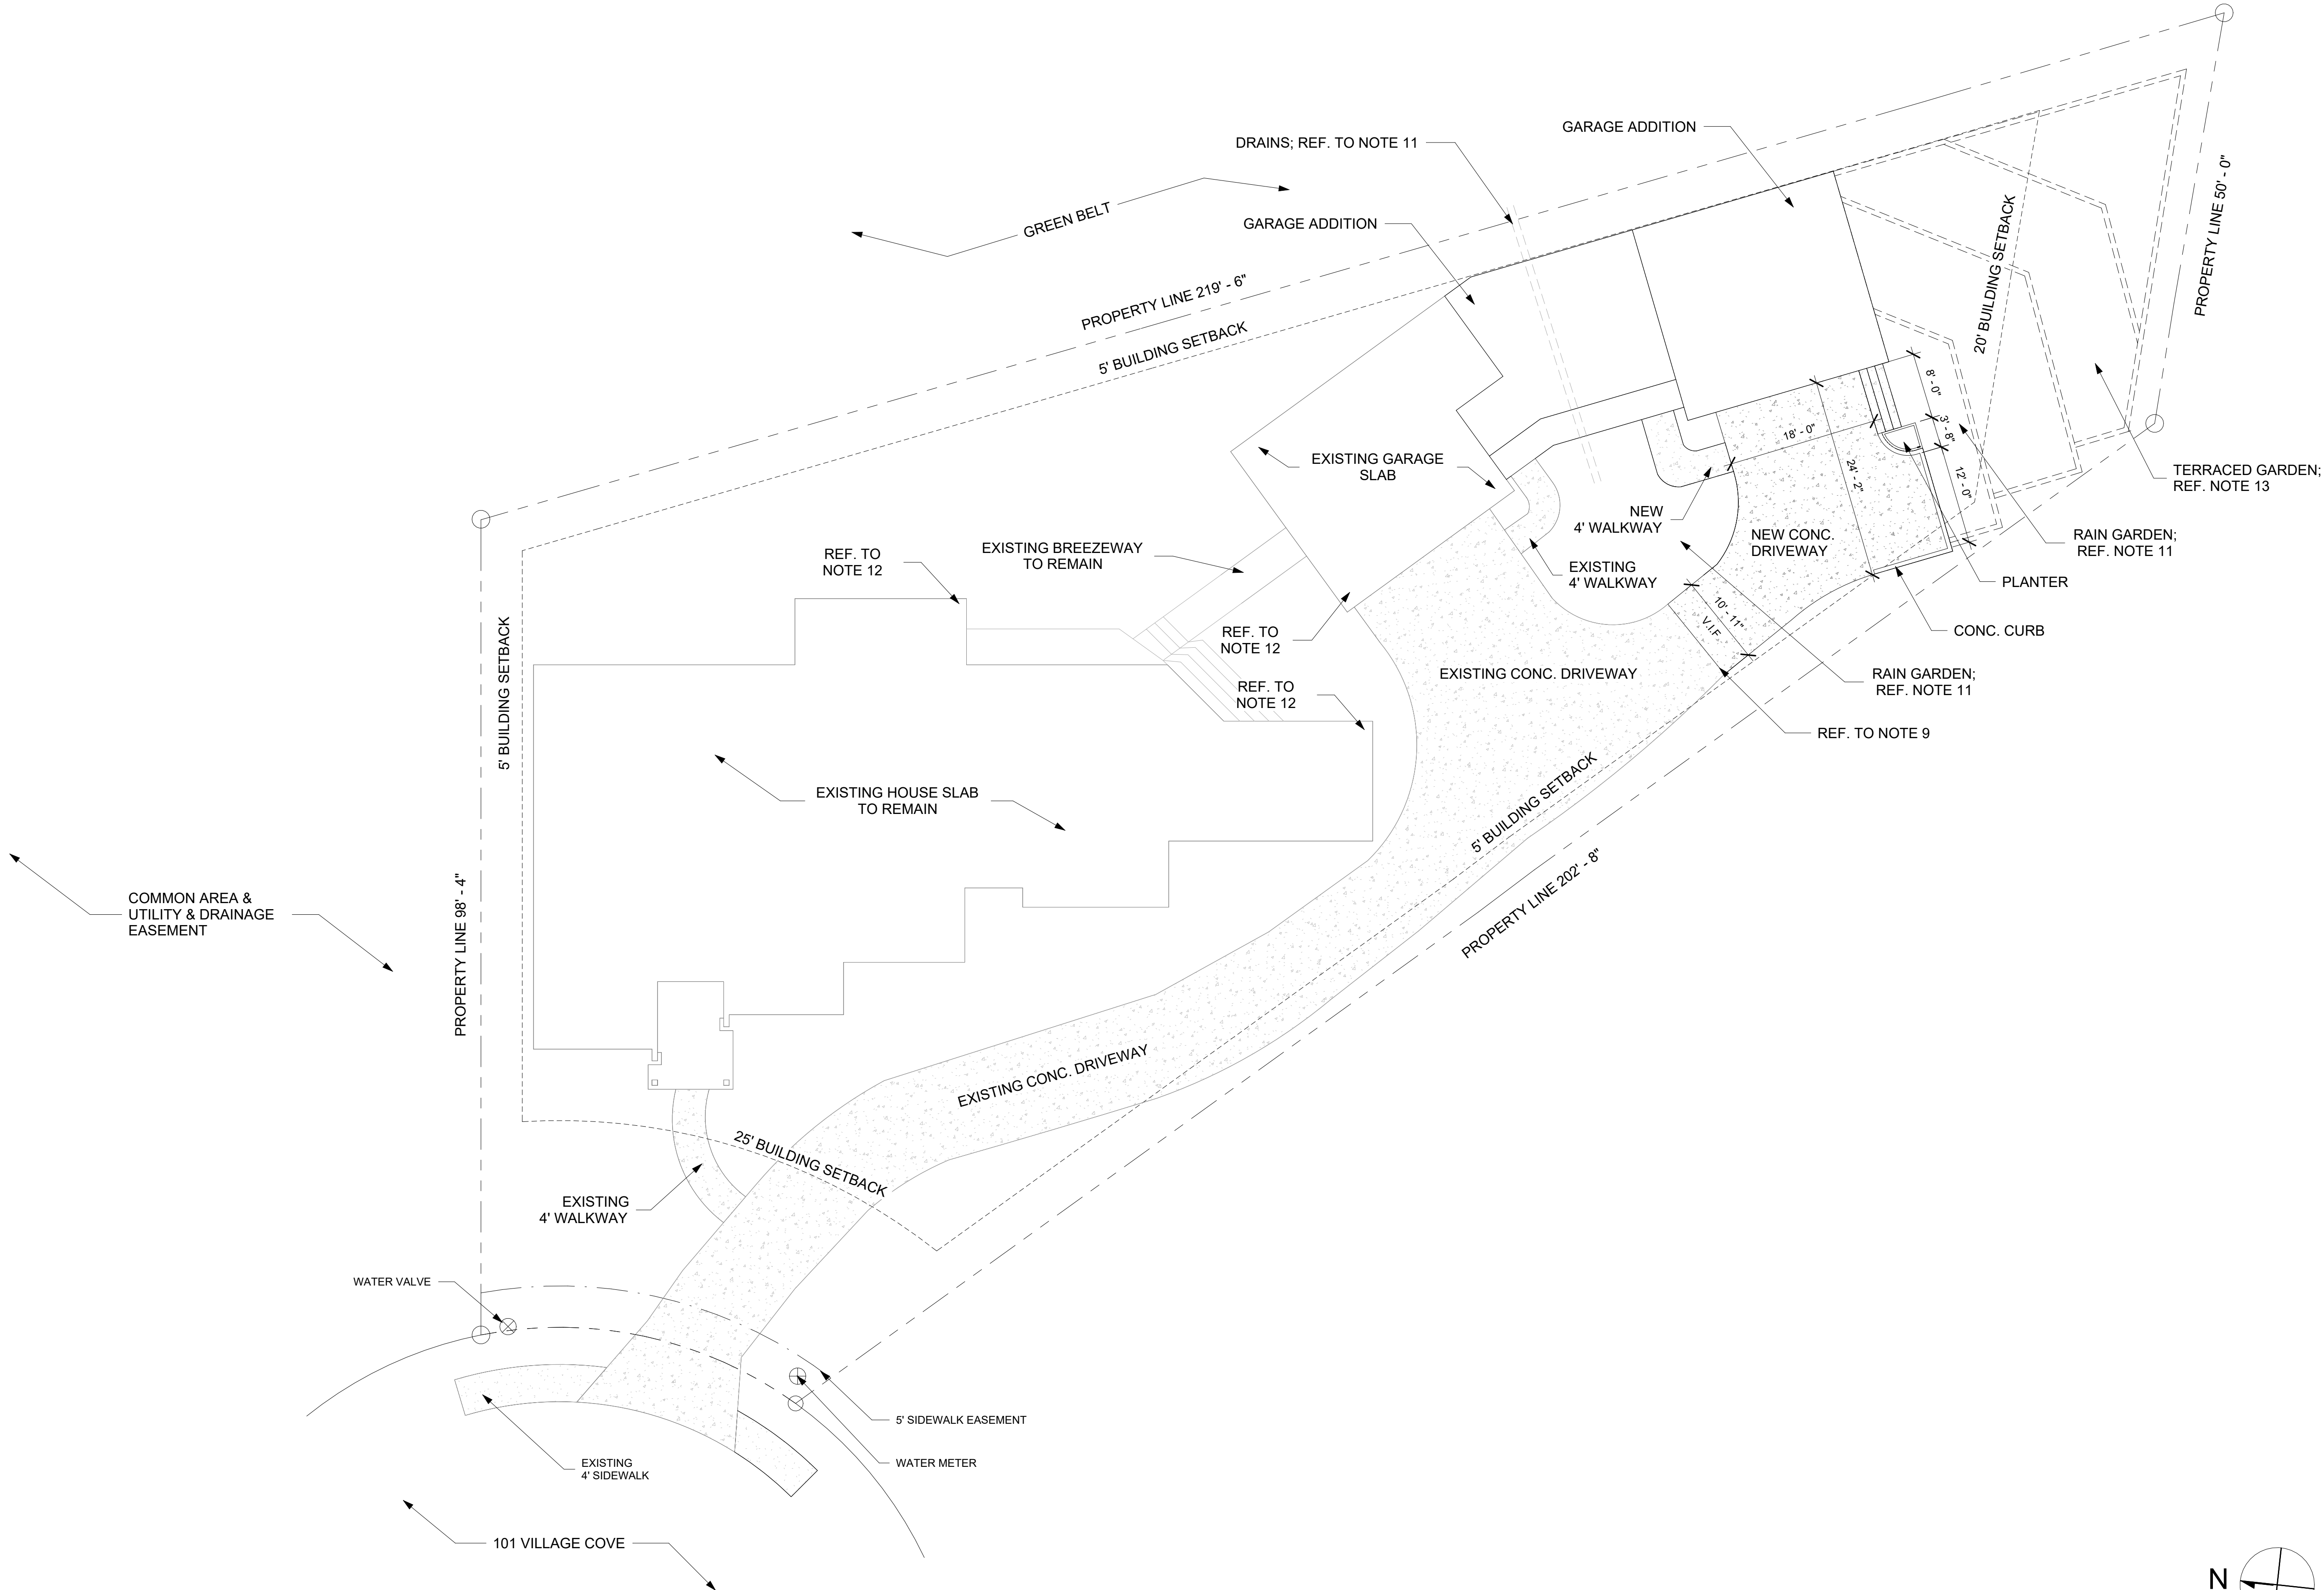 GARAGE ADDITION
DRAINS; REF. TO NOTE 11
GREEN BELT
GARAGE ADDITION
PROPERTY LINE 50' - 0"
20' BUILDING SETBACK
PROPERTY LINE 219' - 6"
5' BUILDING SETBACK
8' - 0"
3' - 8"
18' - 0"
24' - 2"
12' - 0"
EXISTING GARAGE
SLAB
TERRACED GARDEN;
REF. NOTE 13
NEW
4' WALKWAY
NEW CONC.
DRIVEWAY
RAIN GARDEN;
REF. NOTE 11
REF. TO
NOTE 12
EXISTING BREEZEWAY
TO REMAIN
EXISTING
4' WALKWAY
PLANTER
10' - 11"
V.I.F.
CONC. CURB
REF. TO
NOTE 12
5' BUILDING SETBACK
EXISTING CONC. DRIVEWAY
RAIN GARDEN;
REF. NOTE 11
REF. TO
NOTE 12
REF. TO NOTE 9
EXISTING HOUSE SLAB
TO REMAIN
5' BUILDING SETBACK
PROPERTY LINE 202' - 8"
COMMON AREA &
UTILITY & DRAINAGE
EASEMENT
PROPERTY LINE 98' - 4"
EXISTING CONC. DRIVEWAY
25' BUILDING SETBACK
EXISTING
4' WALKWAY
WATER VALVE
5' SIDEWALK EASEMENT
WATER METER
EXISTING
4' SIDEWALK
101 VILLAGE COVE
N